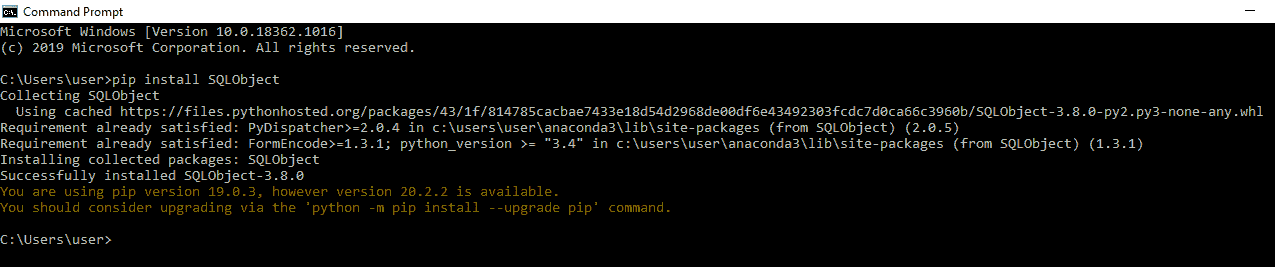 Command Prompt
Microsoft Windows [Version 10.0.18362.1016]
(c) 2019 Microsoft Corporation. All rights reserved.
C:\Users\user>pip install SQLObject
Collecting SQLObject
Using cached https://files.pythonhosted.org/packages/43/1f/814785cacbae7433e18d54d2968de00df6e43492303fcdc7d0ca66c3960b/SQLObject-3.8.0-py2.py3-none-any.whl
Requirement already satisfied: PyDispatcher>=2.0.4 in c:\users\user\anaconda3\lib\site-packages (from SQLObject) (2.0.5)
Requirement already satisfied: FormEncode>=1.3.1; python_version >= "3.4" in c:\users\user\anaconda3\lib\site-packages (from SQLObject) (1.3.1)
Installing collected packages: SQLObject
Successfully installed SQLObject-3.8.0
You are using pip version 19.0.3, however version 20.2.2 is available.
You should consider upgrading via the 'python -m pip install --upgrade pip' command.
C:\Users\user>